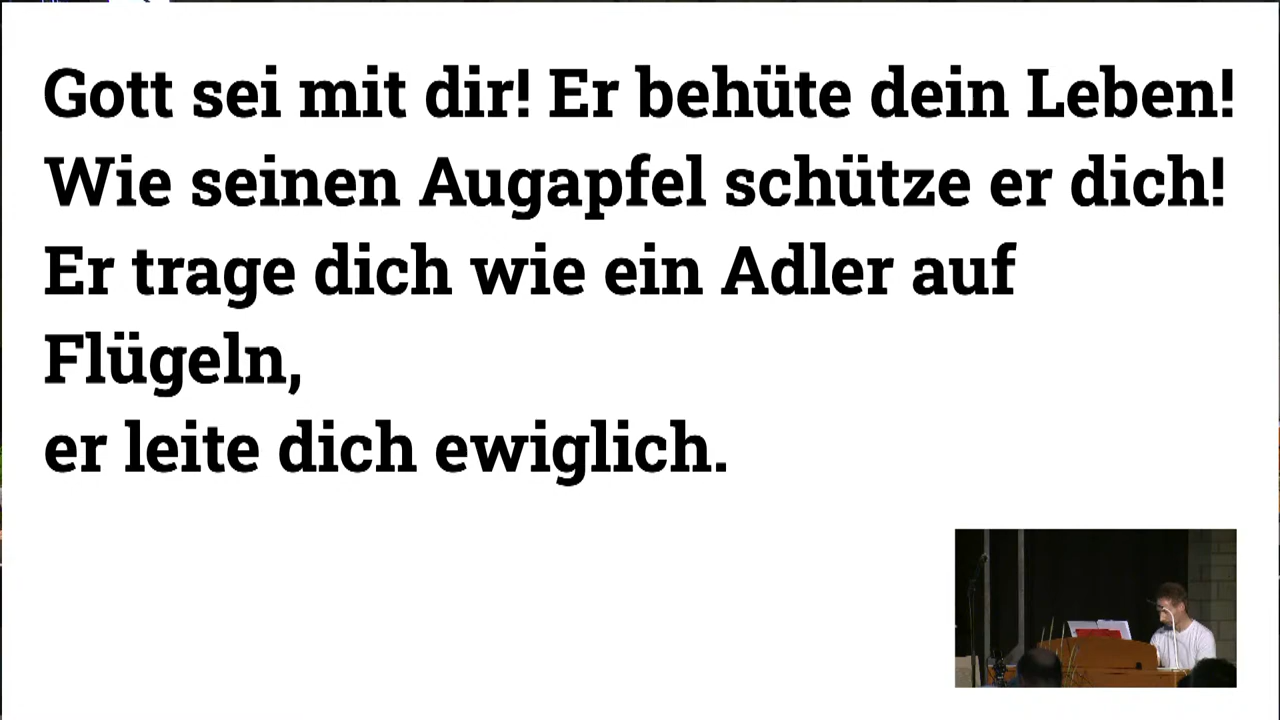 Gott sei mit dir! Er behüte dein Leben!
Wie seinen Augapfel schütze er dich!
Er trage dich wie ein Adler auf
Flügeln,
er leite dich ewiglich.